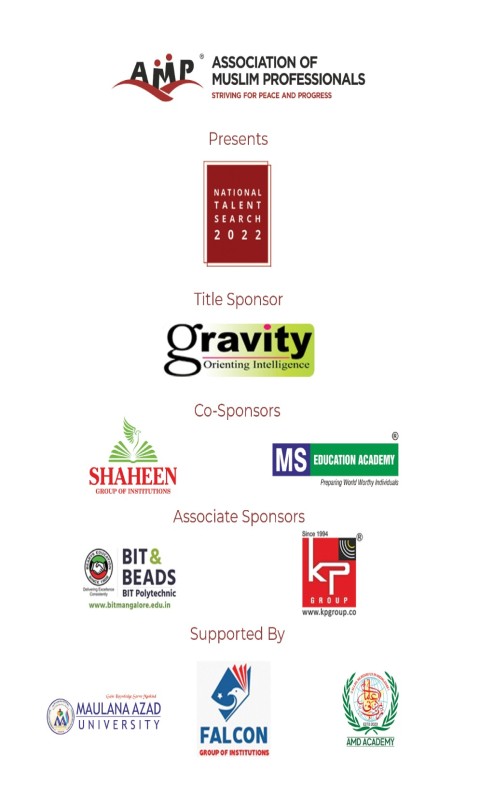 AMP®
ASSOCIATION OF
MUSLIM PROFESSIONALS
STRIVING FOR PEACE AND PROGRESS
Presents
NATIONAL
TALENT
SEARCH
2022
Title Sponsor
gravity
Orienting Intelligence
Co-Sponsors
SHAHEEN
GROUP OF INSTITUTIONS
®
MS EDUCATION ACADEMY
Preparing World Worthy Individuals
Associate Sponsors
BIT &
BEADS
BIT Polytechnic
Delivering Excellence
Consistently
www.bitmangalore.edu.in
Since 1994
®
kp
GROUP
www.kpgroup.co
Supported By
MAULANA AZAD
UNIVERSITY
FALCON
GROUP OF INSTITUTIONS
AMD ACADEMY